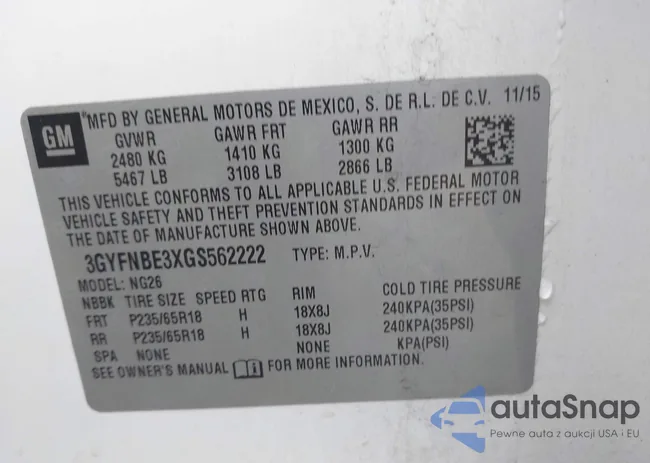 GM
MFD BY GENERAL MOTORS DE MEXICO, S. DE R.L. DE C.V. 11/15
GVWR GAWR FRT GAWR RR
2480 KG 1410 KG 1300 KG
5467 LB 3108 LB 2866 LB
THIS VEHICLE CONFORMS TO ALL APPLICABLE U.S. FEDERAL MOTOR
VEHICLE SAFETY AND THEFT PREVENTION STANDARDS IN EFFECT ON
THE DATE OF MANUFACTURE SHOWN ABOVE.
3GYFNBE3XGS562222 TYPE: M.P.V.
MODEL: NG26
NBBK TIRE SIZE SPEED RTG RIM COLD TIRE PRESSURE
FRT P235/65R18 H 18X8J 240KPA(35PSI)
RR P235/65R18 H 18X8J 240KPA(35PSI)
SPA NONE NONE KPA(PSI)
SEE OWNER'S MANUAL FOR MORE INFORMATION.
autaSnap
Pewne auta z aukcji USA i EU